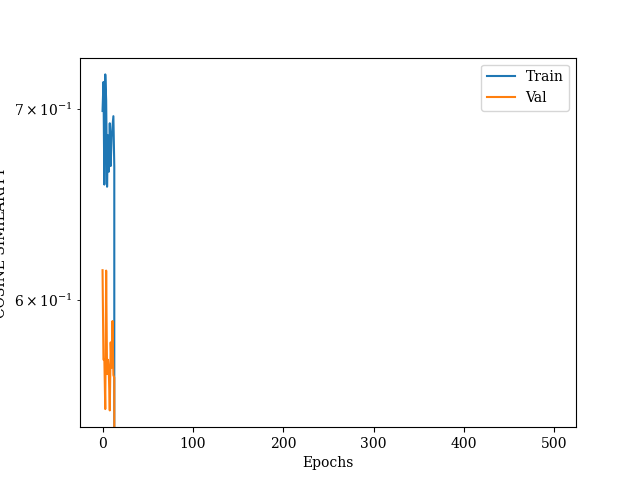 Train
Val
7 × 10⁻¹
6 × 10⁻¹
COSINE SIMILARITY
0 100 200 300 400 500
Epochs